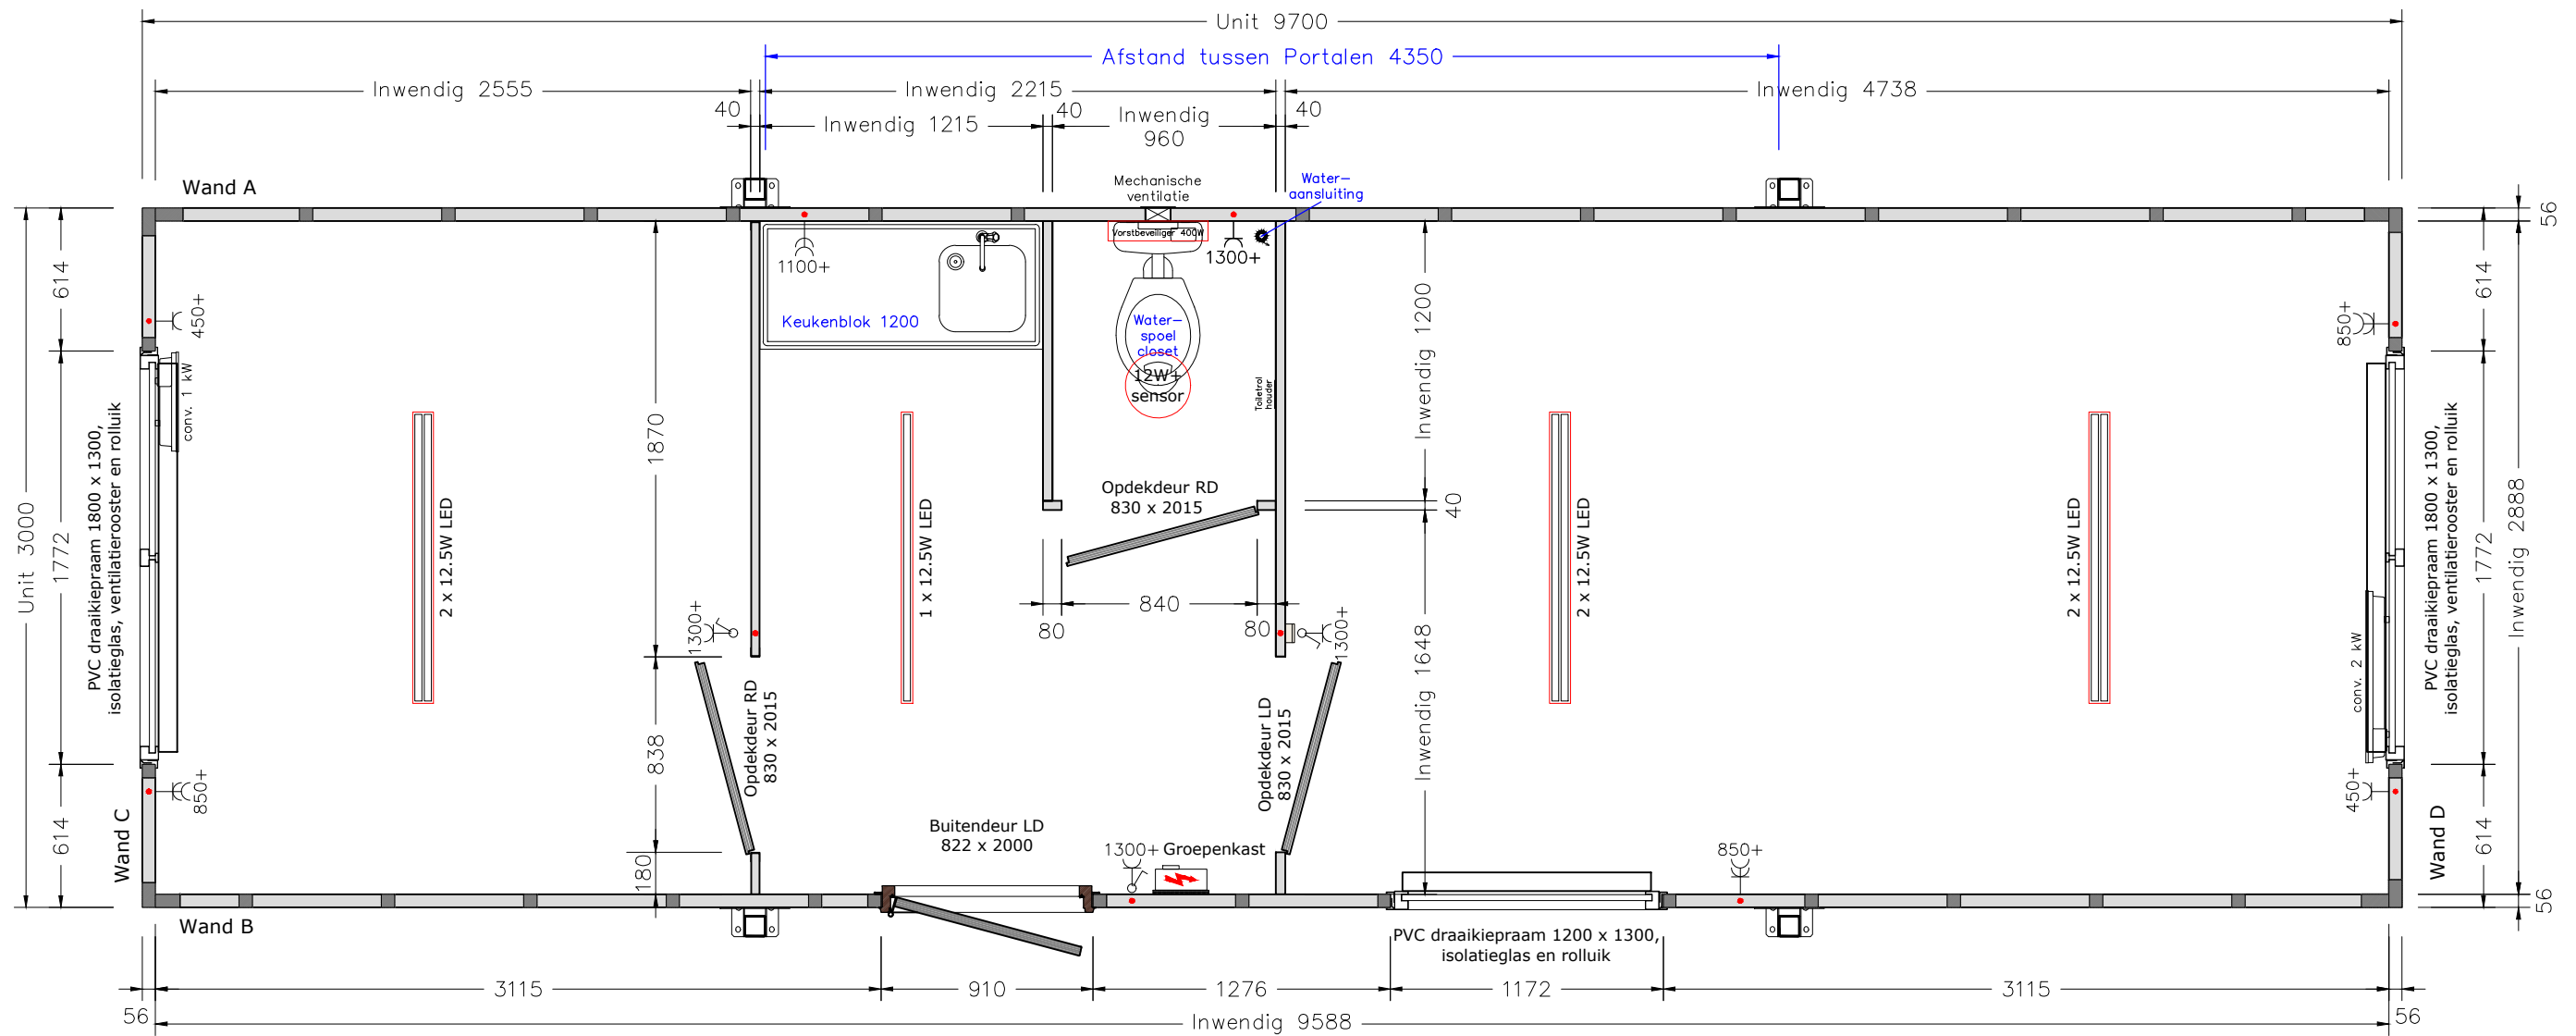 Unit 9700
Afstand tussen Portalen 4350
Inwendig 2555
Inwendig 2215
Inwendig 4738
40
Inwendig 1215
40
Inwendig
960
40
Wand A
Mechanische
ventilatie
Water-
aansluiting
56
Vorstbeveiliger 400W
1100+
1300+
Keukenblok 1200
Water-
spoel
closet
12W+
sensor
Toiletrol
houder
614
450+
conv. 1 kW
Unit 3000
1772
PVC draaikiepraam 1800 x 1300,
isolatieglas, ventilatierooster en rolluik
2 x 12.5W LED
1870
1 x 12.5W LED
Opdekdeur RD
830 x 2015
Inwendig 1200
40
2 x 12.5W LED
2 x 12.5W LED
850+
614
PVC draaikiepraam 1800 x 1300,
isolatieglas, ventilatierooster en rolluik
1772
Inwendig 2888
1300+
840
80
80
1300+
Inwendig 1648
conv. 2 kW
838
Opdekdeur RD
830 x 2015
Opdekdeur LD
830 x 2015
850+
Wand C
614
180
Buitendeur LD
822 x 2000
1300+
Groepenkast
850+
450+
Wand D
614
56
Wand B
PVC draaikiepraam 1200 x 1300,
isolatieglas en rolluik
3115
910
1276
1172
3115
56
Inwendig 9588
56